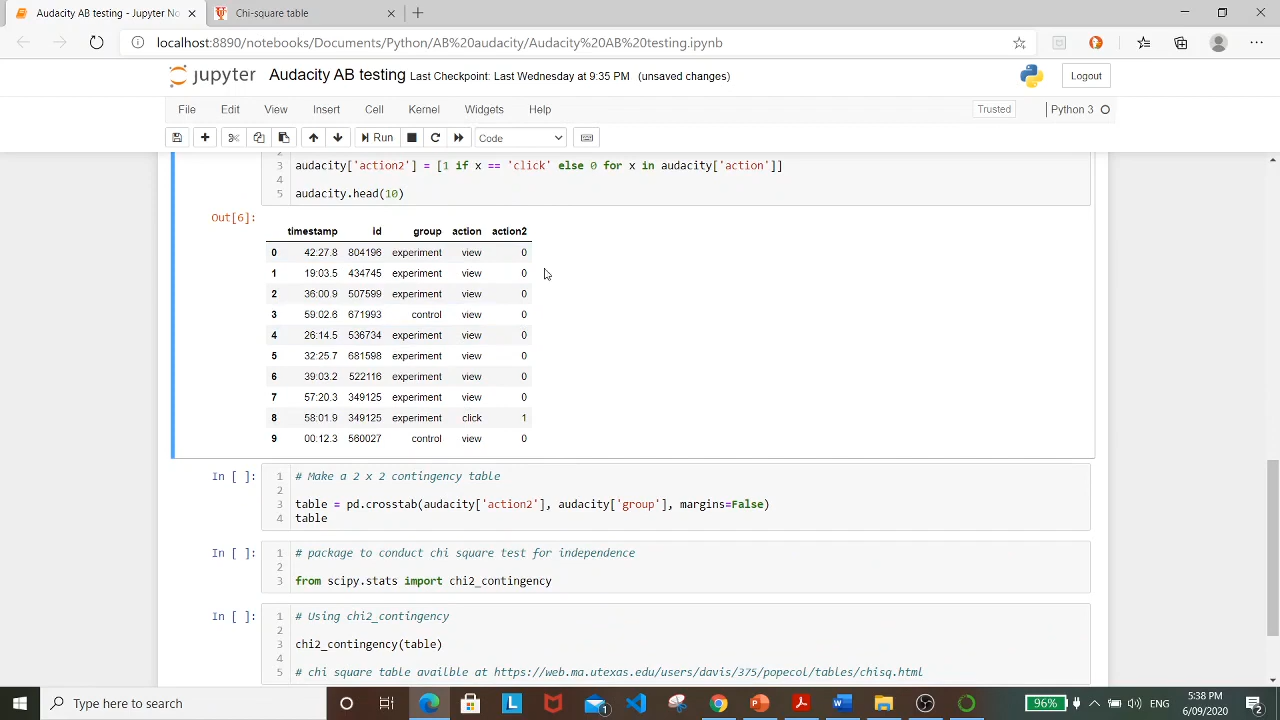 Audacity AB testing - Jupyter No
Chi-square table
localhost:8890/notebooks/Documents/Python/AB%20audacity/Audacity%20AB%20testing.ipynb
jupyter Audacity AB testing Last Checkpoint: Last Wednesday at 9:35 PM (unsaved changes) Logout
File Edit View Insert Cell Kernel Widgets Help Trusted Python 3
Run Code
2
3 audacity['action2'] = [1 if x == 'click' else 0 for x in audacity['action']]
4
5 audacity.head(10)
Out[6]:
timestamp id group action action2
0 42:27.8 804196 experiment view 0
1 19:03.5 434745 experiment view 0
2 36:00.9 507599 experiment view 0
3 59:02.6 671993 control view 0
4 26:14.5 536734 experiment view 0
5 32:25.7 681598 experiment view 0
6 39:03.2 522116 experiment view 0
7 57:20.3 349125 experiment view 0
8 58:01.9 349125 experiment click 1
9 00:12.3 560027 control view 0
In [ ]: 1 # Make a 2 x 2 contingency table
2
3 table = pd.crosstab(audacity['action2'], audacity['group'], margins=False)
4 table
In [ ]: 1 # package to conduct chi square test for independence
2
3 from scipy.stats import chi2_contingency
In [ ]: 1 # Using chi2_contingency
2
3 chi2_contingency(table)
4
5 # chi square table availble at https://web.ma.utexas.edu/users/davis/375/popecol/tables/chisq.html
Type here to search
96% ENG 5:38 PM
6/09/2020
2